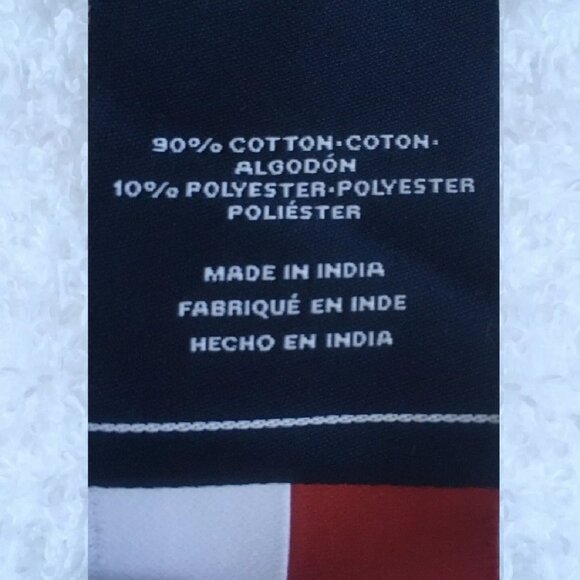 90% COTTON·COTON·
ALGODÓN
10% POLYESTER·POLYESTER
POLIÉSTER
MADE IN INDIA
FABRIQUÉ EN INDE
HECHO EN INDIA